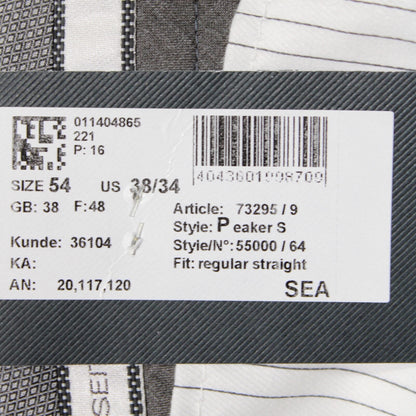 011404865
221
P: 16
4043601098709
SIZE 54 US 38/34
GB: 38 F: 48
Article: 73295 / 9
Style: Peaker S
Kunde: 36104
Style/N°: 55000 / 64
KA:
Fit: regular straight
AN: 20,117,120
SEA
SEIT